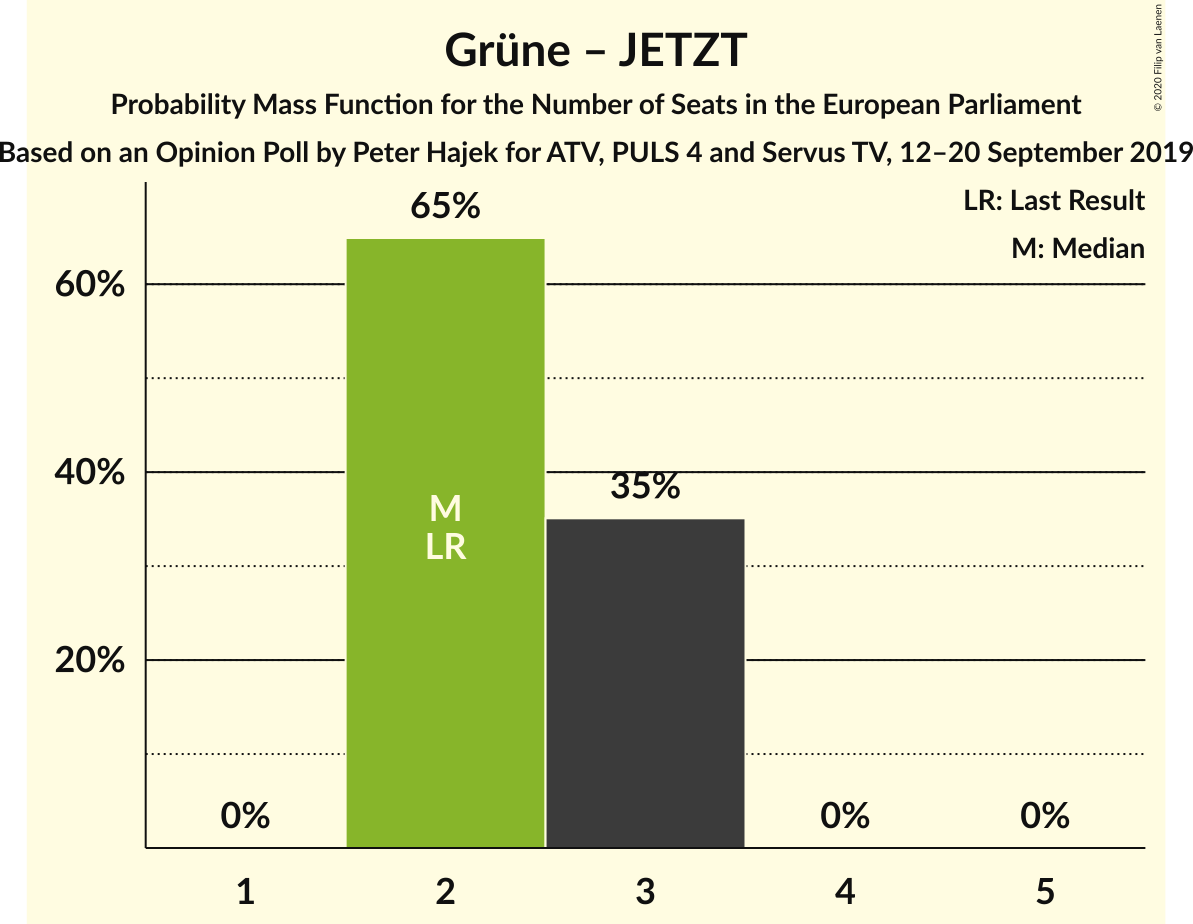 Grüne – JETZT
Probability Mass Function for the Number of Seats in the European Parliament
Based on an Opinion Poll by Peter Hajek for ATV, PULS 4 and Servus TV, 12–20 September 2019
© 2020 Filip van Laenen
LR: Last Result
M: Median
65%
60%
40%
35%
M
LR
20%
0%
0%
0%
1
2
3
4
5